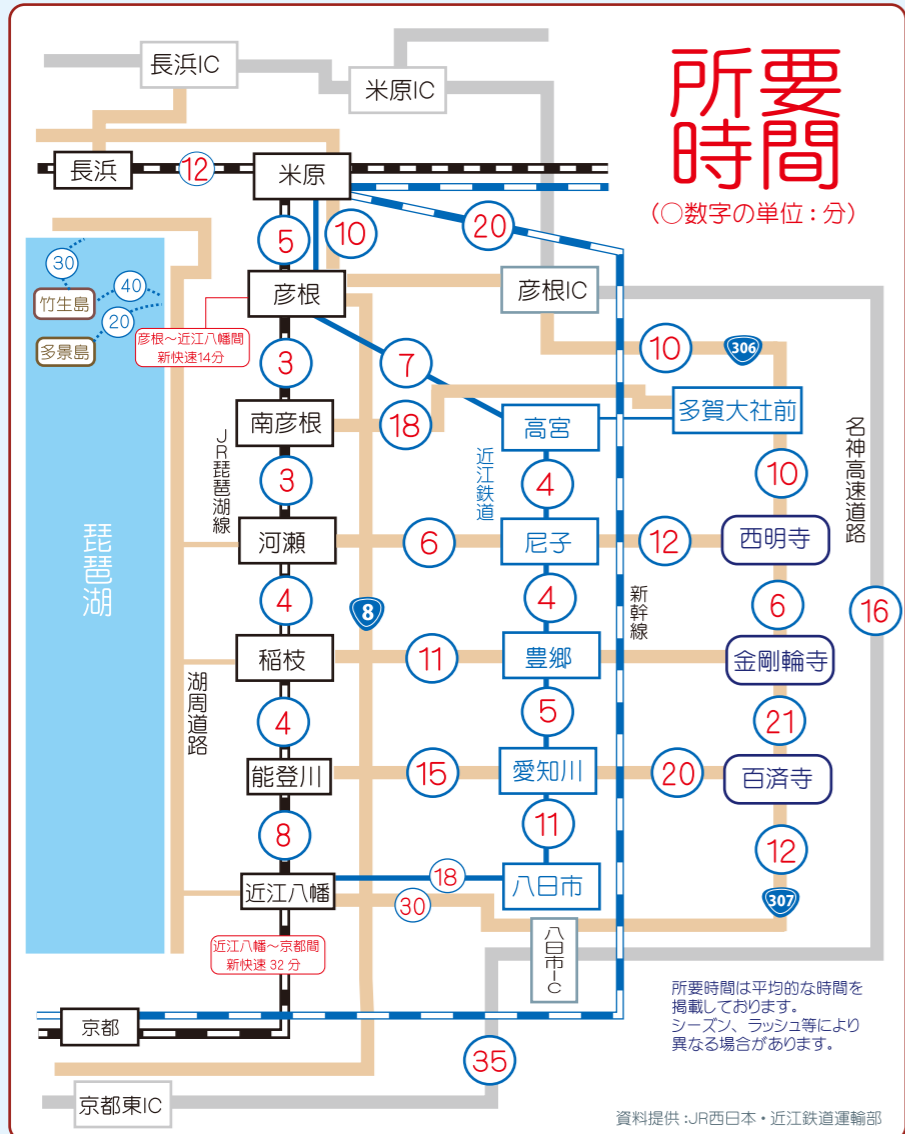 所要
時間
(○数字の単位：分)
長浜IC
米原IC
長浜
12
米原
5
10
20
30
竹生島
40
20
多景島
彦根
彦根IC
彦根～近江八幡間
新快速14分
3
7
10
306
南彦根
18
高宮
多賀大社前
JR琵琶湖線
近江鉄道
名神高速道路
3
4
10
琵琶湖
河瀬
6
尼子
12
西明寺
新幹線
4
8
4
6
16
稲枝
11
豊郷
金剛輪寺
湖周道路
4
5
21
能登川
15
愛知川
20
百済寺
8
11
12
近江八幡
18
八日市
30
307
八日市IC
近江八幡～京都間
新快速 32 分
京都
所要時間は平均的な時間を
掲載しております。
シーズン、ラッシュ等により
異なる場合があります。
35
京都東IC
資料提供：JR西日本・近江鉄道運輸部